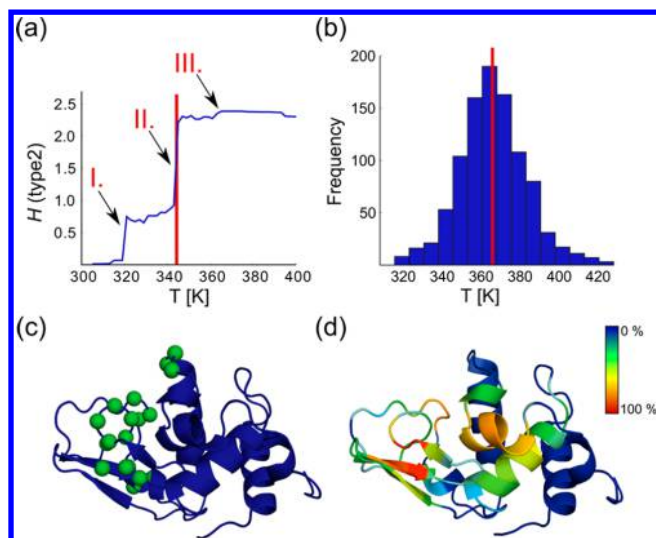 (a)
(b)
H (type2)
2.5
2.0
1.5
1.0
0.5
I.
II.
III.
300 320 340 360 380 400
T [K]
Frequency
200
150
100
50
320 340 360 380 400 420
T [K]
(c)
(d)
0 %
100 %